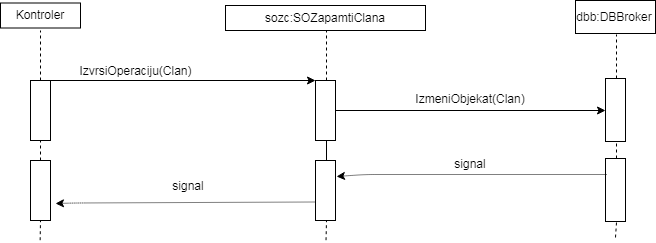 Kontroler
sozc:SOZapamtiClana
dbb:DBBroker
IzvrsiOperaciju(Clan)
IzmeniObjekat(Clan)
signal
signal